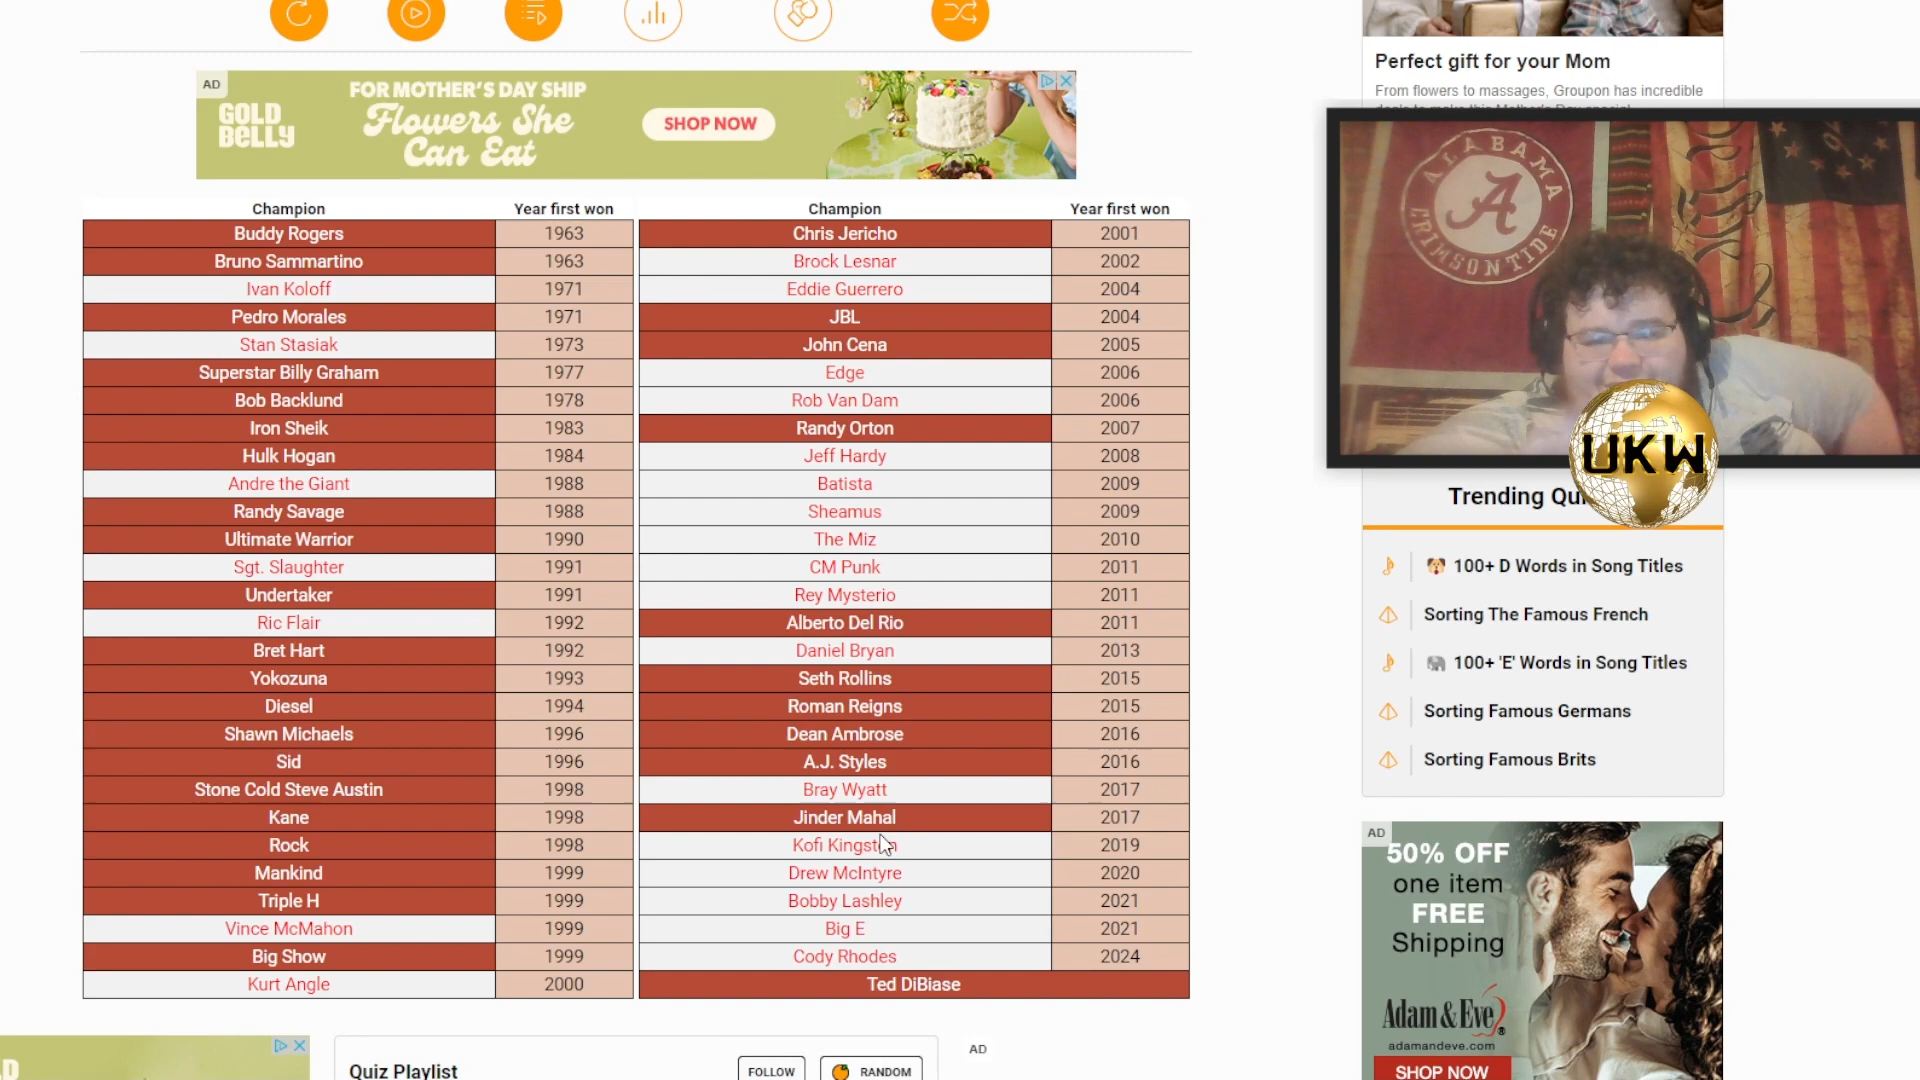 AD
GOLD
BELLY
FOR MOTHER'S DAY SHIP
Flowers She
Can Eat
SHOP NOW
Champion Year first won Champion Year first won
Buddy Rogers 1963 Chris Jericho 2001
Bruno Sammartino 1963 Brock Lesnar 2002
Ivan Koloff 1971 Eddie Guerrero 2004
Pedro Morales 1971 JBL 2004
Stan Stasiak 1973 John Cena 2005
Superstar Billy Graham 1977 Edge 2006
Bob Backlund 1978 Rob Van Dam 2006
Iron Sheik 1983 Randy Orton 2007
Hulk Hogan 1984 Jeff Hardy 2008
Andre the Giant 1988 Batista 2009
Randy Savage 1988 Sheamus 2009
Ultimate Warrior 1990 The Miz 2010
Sgt. Slaughter 1991 CM Punk 2011
Undertaker 1991 Rey Mysterio 2011
Ric Flair 1992 Alberto Del Rio 2011
Bret Hart 1992 Daniel Bryan 2013
Yokozuna 1993 Seth Rollins 2015
Diesel 1994 Roman Reigns 2015
Shawn Michaels 1996 Dean Ambrose 2016
Sid 1996 A.J. Styles 2016
Stone Cold Steve Austin 1998 Bray Wyatt 2017
Kane 1998 Jinder Mahal 2017
Rock 1998 Kofi Kingston 2019
Mankind 1999 Drew McIntyre 2020
Triple H 1999 Bobby Lashley 2021
Vince McMahon 1999 Big E 2021
Big Show 1999 Cody Rhodes 2024
Kurt Angle 2000 Ted DiBiase
Quiz Playlist
FOLLOW
RANDOM
AD
Perfect gift for your Mom
From flowers to massages, Groupon has incredible
deals to make this Mother's Day special
ALABAMA
A
CRIMSON TIDE
UKW
Trending
100+ D Words in Song Titles
Sorting The Famous French
100+ 'E' Words in Song Titles
Sorting Famous Germans
Sorting Famous Brits
AD
50% OFF
one item
FREE
Shipping
Adam & Eve®
adamandeve.com
SHOP NOW